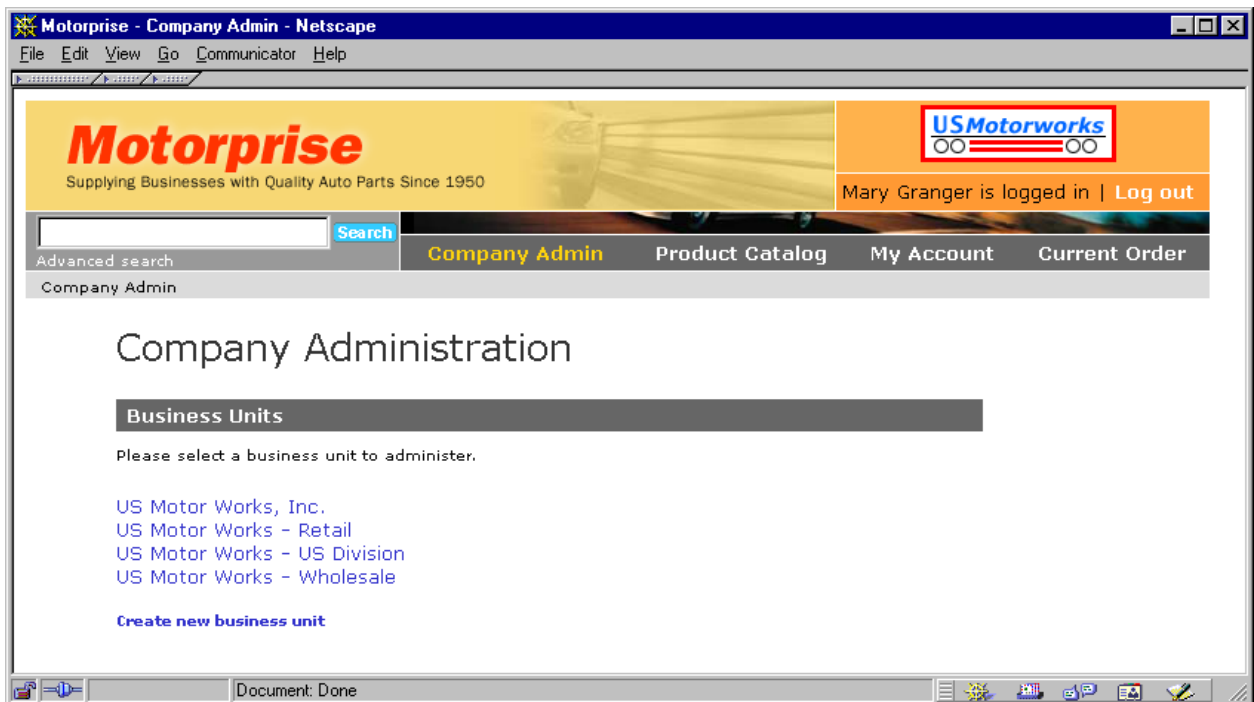 Motorprise - Company Admin - Netscape
File Edit View Go Communicator Help
Motorprise
Supplying Businesses with Quality Auto Parts Since 1950
USMotorworks
Mary Granger is logged in | Log out
Search
Advanced search
Company Admin Product Catalog My Account Current Order
Company Admin
Company Administration
Business Units
Please select a business unit to administer.
US Motor Works, Inc.
US Motor Works - Retail
US Motor Works - US Division
US Motor Works - Wholesale
Create new business unit
Document: Done